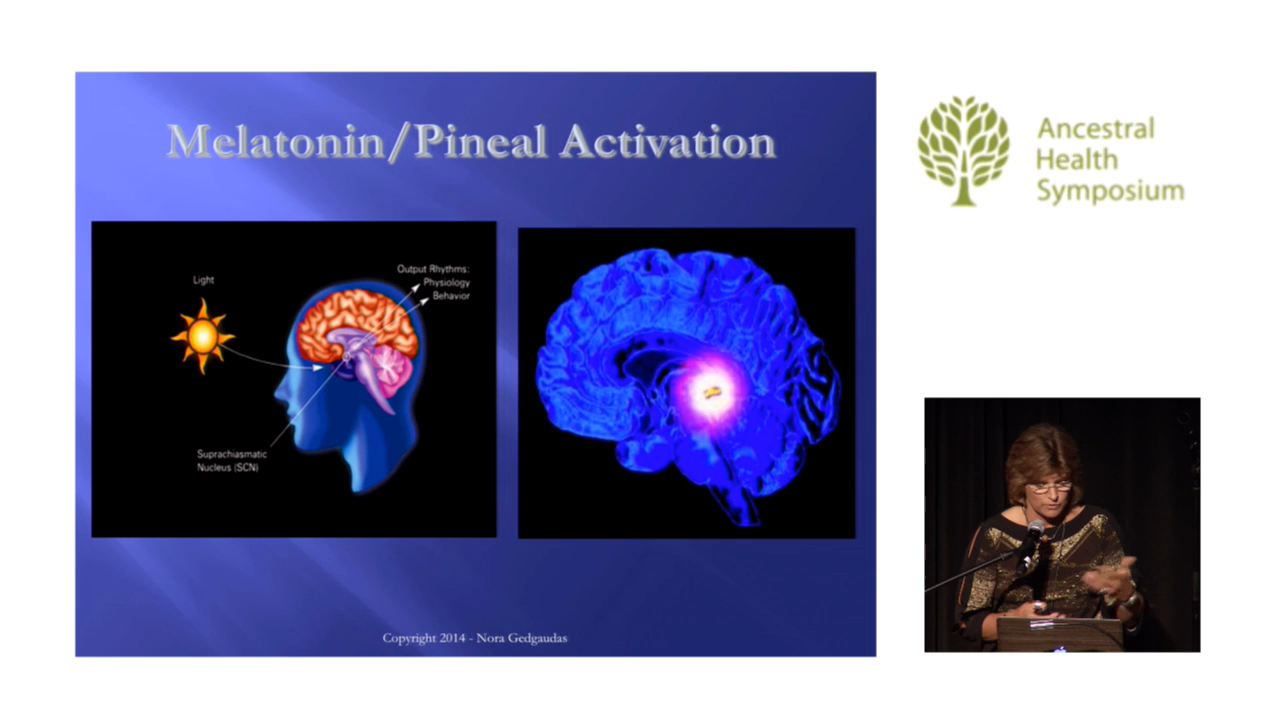 Melatonin/Pineal Activation
Light
Output Rhythms:
Physiology
Behavior
Suprachiasmatic
Nucleus (SCN)
Copyright 2014 - Nora Gedgaudas
Ancestral
Health
Symposium